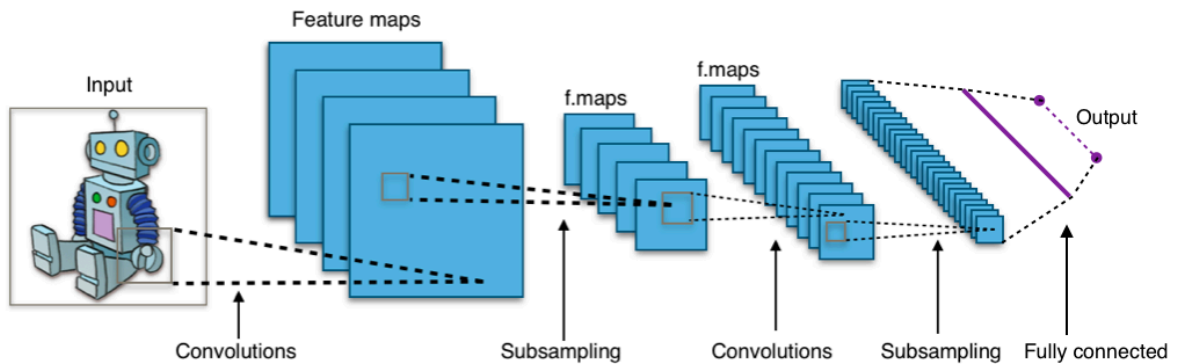 Feature maps
f.maps
Input
f.maps
Output
Convolutions
Subsampling
Convolutions
Subsampling
Fully connected